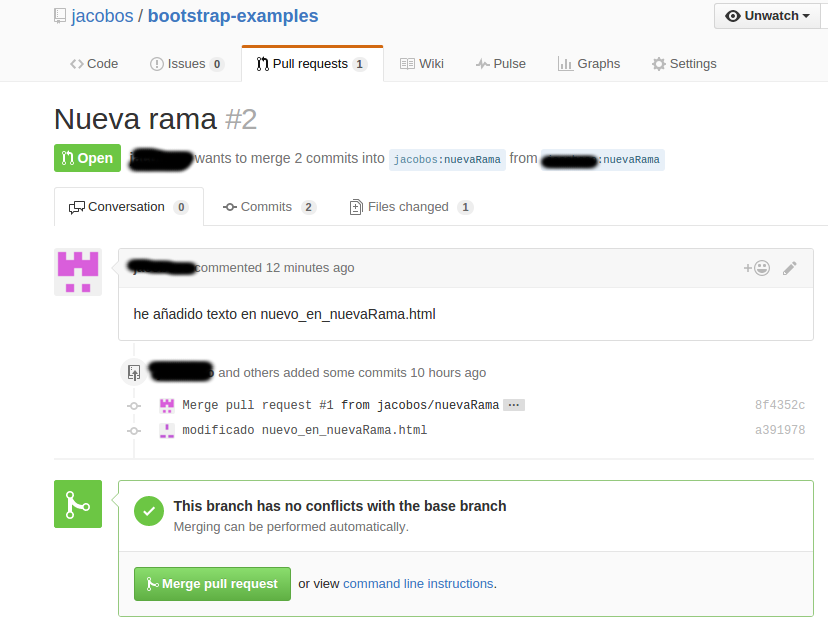 jacobos / bootstrap-examples
Unwatch
Code Issues 0 Pull requests 1 Wiki Pulse Graphs Settings
Nueva rama #2
Open wants to merge 2 commits into jacobos:nuevaRama from :nuevaRama
Conversation 0 Commits 2 Files changed 1
commented 12 minutes ago
he añadido texto en nuevo_en_nuevaRama.html
and others added some commits 10 hours ago
Merge pull request #1 from jacobos/nuevaRama ... 8f4352c
modificado nuevo_en_nuevaRama.html a391978
This branch has no conflicts with the base branch
Merging can be performed automatically.
Merge pull request or view command line instructions.